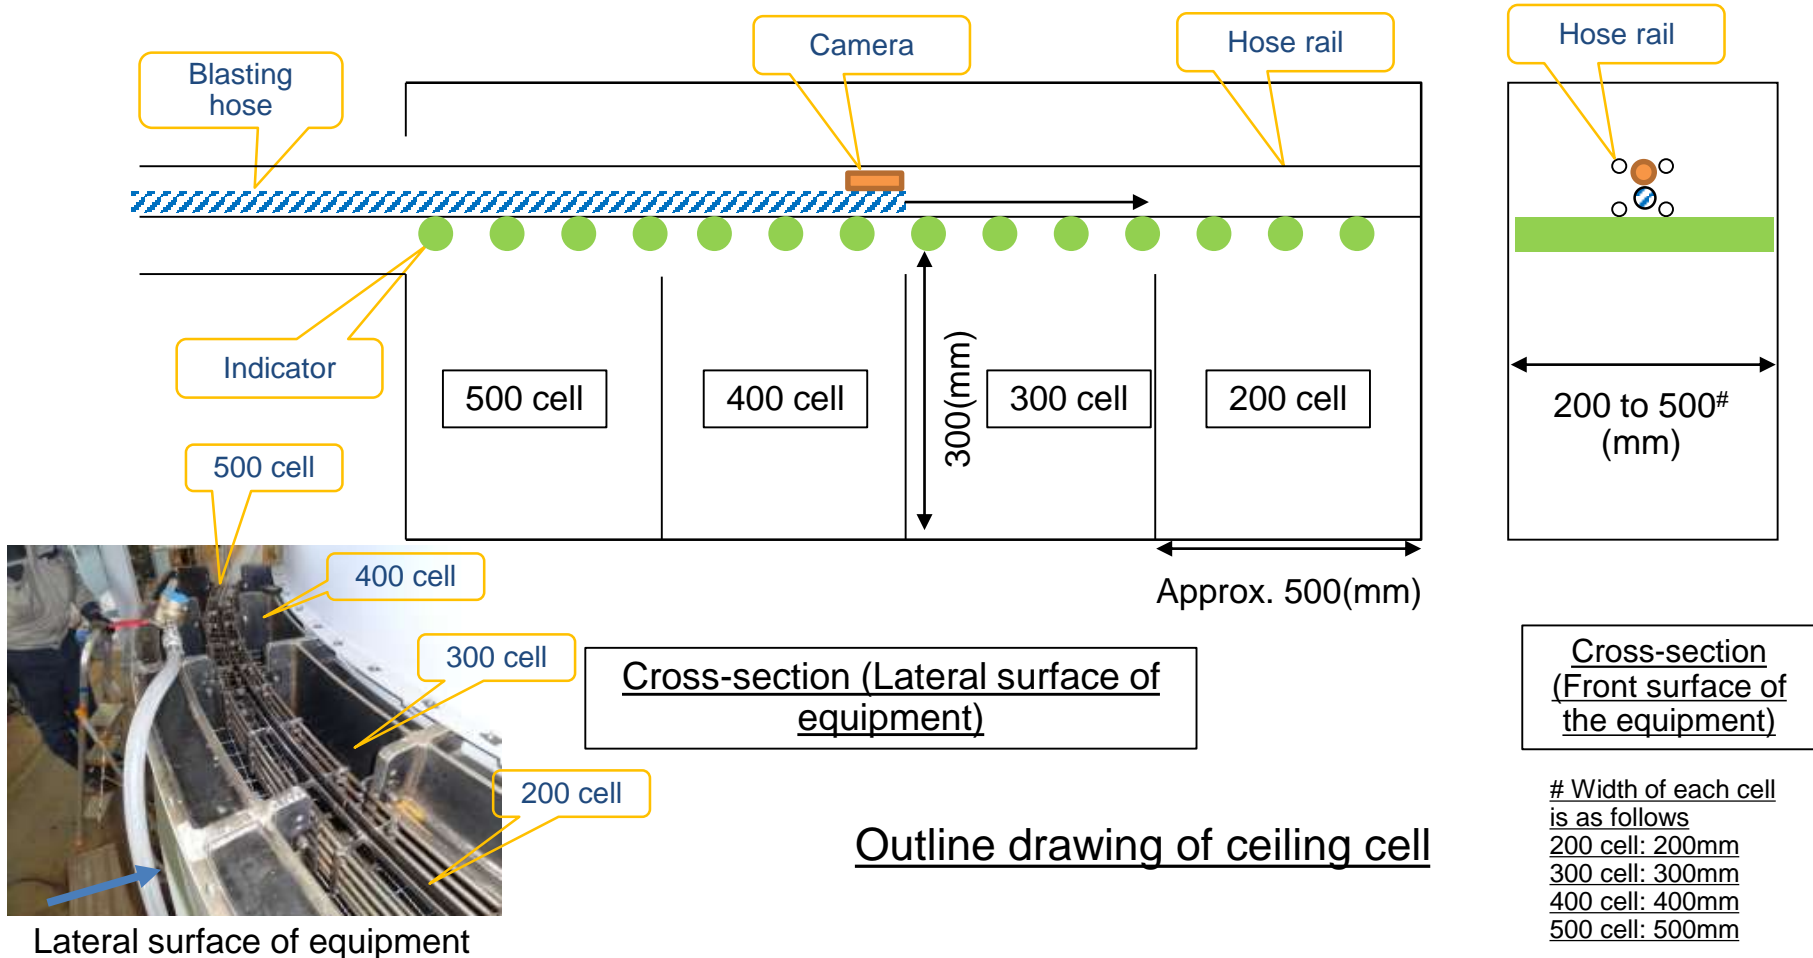 Blasting
hose
Camera
Hose rail
Hose rail
Indicator
500 cell
400 cell
300(mm)
300 cell
200 cell
200 to 500#
(mm)
Approx. 500(mm)
500 cell
400 cell
300 cell
200 cell
Lateral surface of equipment
Cross-section (Lateral surface of
equipment)
Cross-section
(Front surface of
the equipment)
Outline drawing of ceiling cell
# Width of each cell
is as follows
200 cell: 200mm
300 cell: 300mm
400 cell: 400mm
500 cell: 500mm